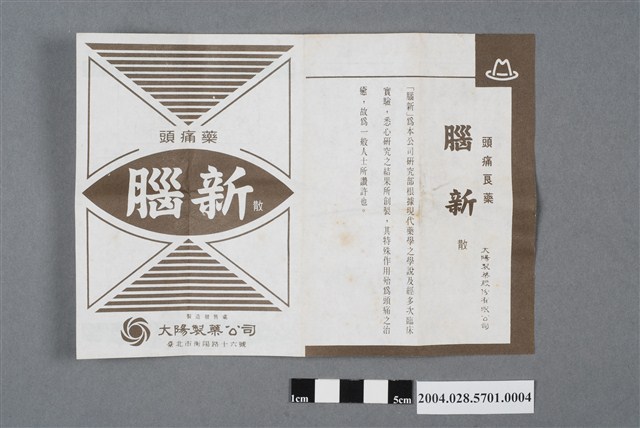 頭痛藥
腦新散
製造發売處
大陽製藥公司
臺北市衡陽路十六號
頭痛良藥
腦新散
大陽製藥股份有限公司
「腦新」為本公司研究部根據現代藥學之學說及經多次臨床
實驗，悉心研究之結果所創製，其特殊作用殆為頭痛之治
癒，故為一般人士所讚許也。
1cm
5cm
2004.028.5701.0004